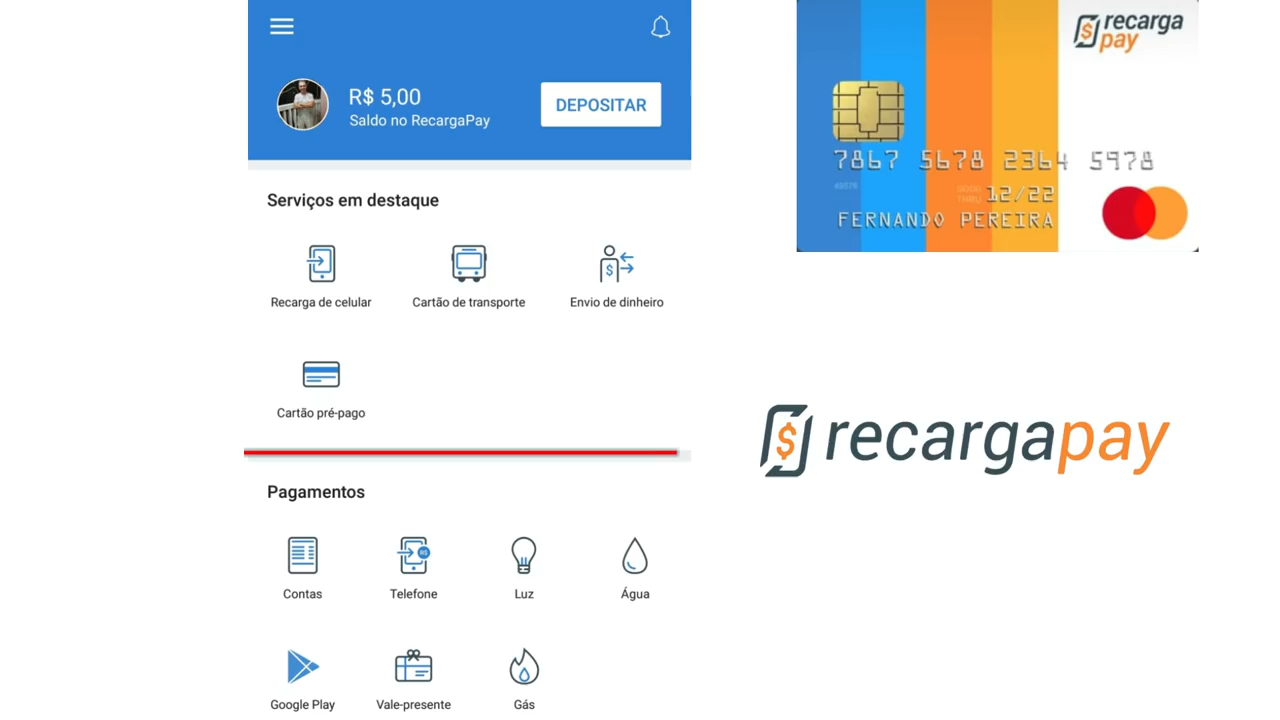 R$ 5,00
Saldo no RecargaPay
DEPOSITAR
Serviços em destaque
Recarga de celular
Cartão de transporte
Envio de dinheiro
Cartão pré-pago
Pagamentos
Contas
Telefone
Luz
Água
Google Play
Vale-presente
Gás
recarga
pay
7867 5678 2364 5978
12/22
FERNANDO PEREIRA
recargapay